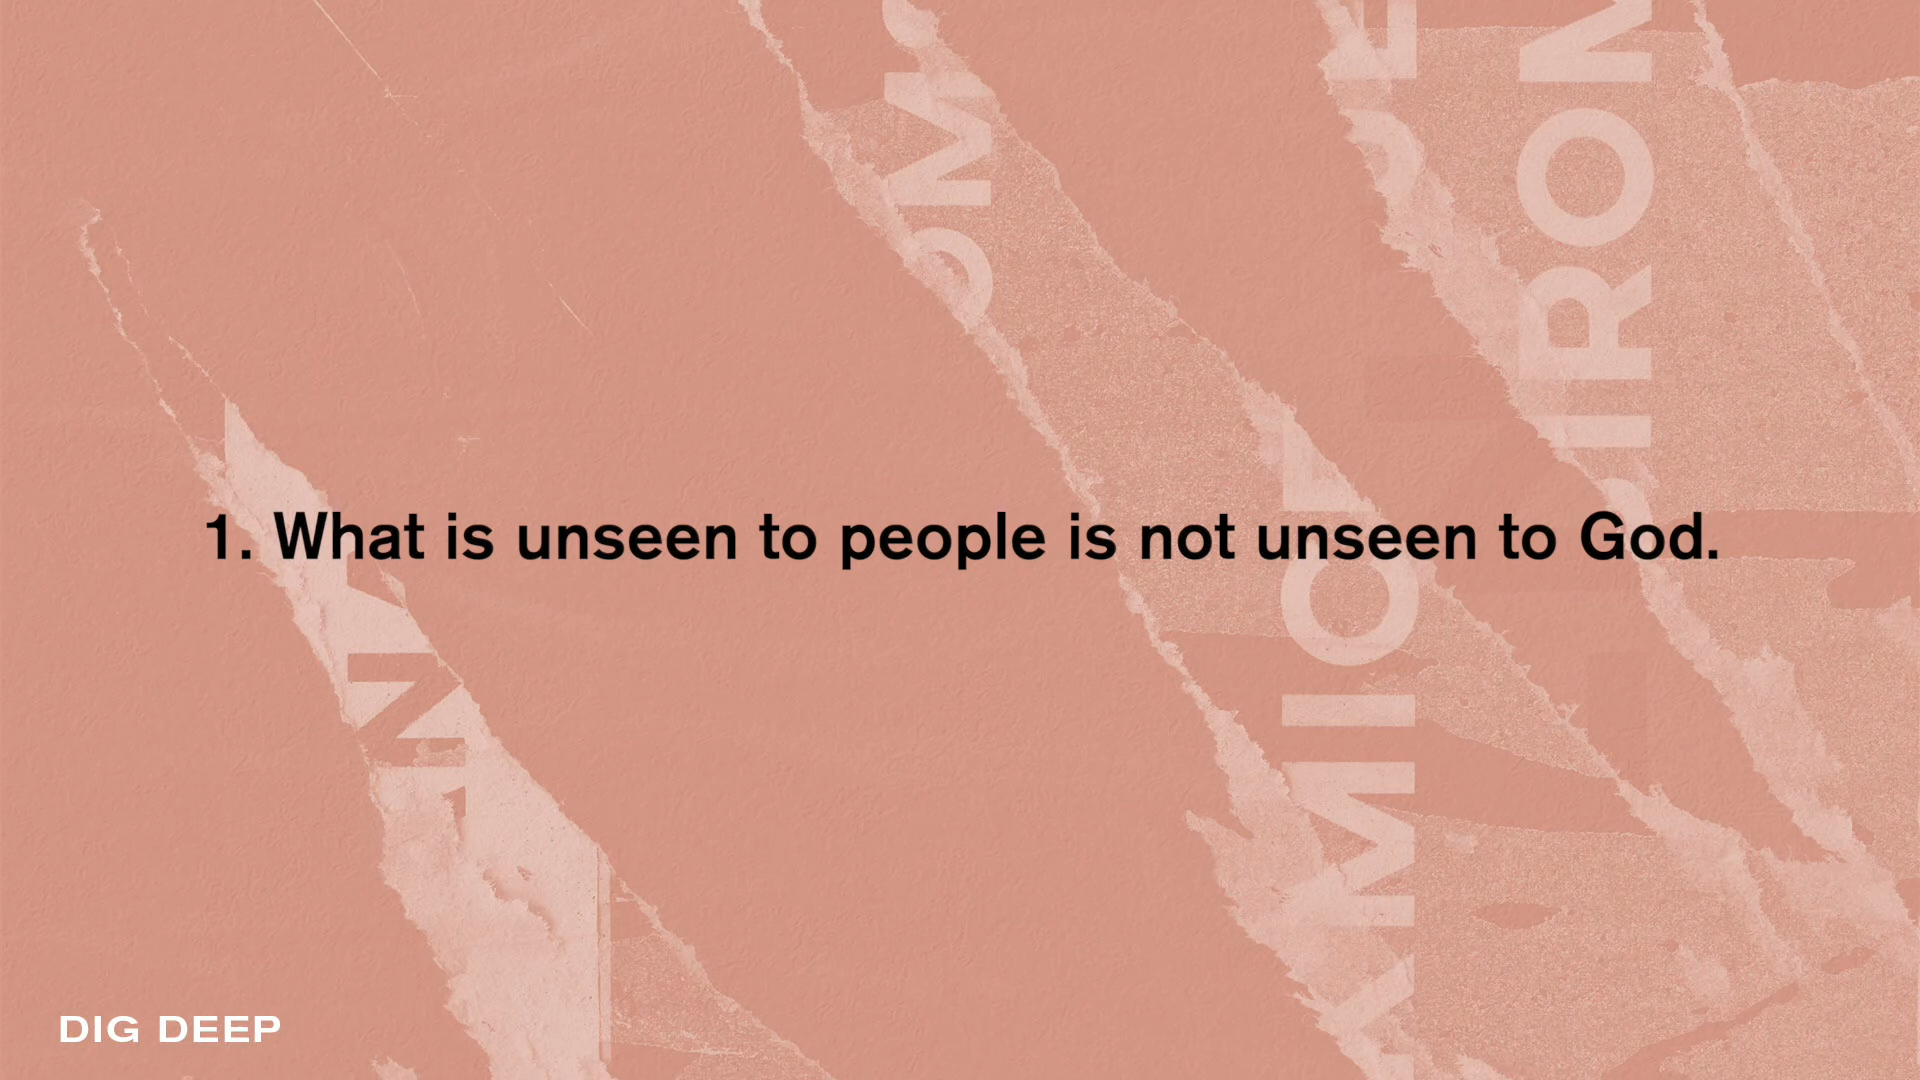 1. What is unseen to people is not unseen to God.
DIG DEEP